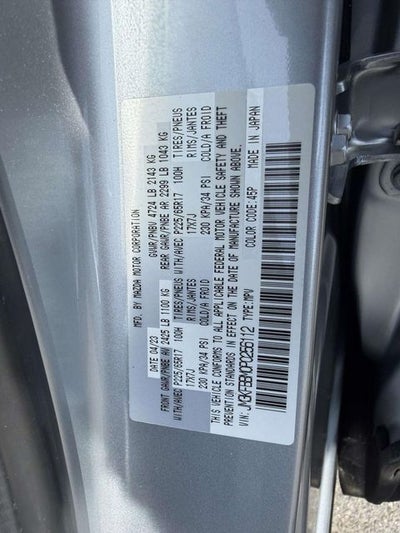 MFD. BY MAZDA MOTOR CORPORATION
DATE 04/23 GVWR/PNBV 4724 LB 2143 KG
FRONT GAWR/PNBE AV 2425 LB 1100 KG REAR GAWR/PNBE AR 2299 LB 1043 KG
WITH/AVEC P225/65R17 100H TIRES/PNEUS WITH/AVEC P225/65R17 100H TIRES/PNEUS
17X7J RIMS/JANTES 17X7J RIMS/JANTES
230 KPA/34 PSI COLD/A FROID 230 KPA/34 PSI COLD/A FROID
THIS VEHICLE CONFORMS TO ALL APPLICABLE FEDERAL MOTOR VEHICLE SAFETY AND THEFT
PREVENTION STANDARDS IN EFFECT ON THE DATE OF MANUFACTURE SHOWN ABOVE.
VIN: TYPE:MPV COLOR CODE:45P MADE IN JAPAN